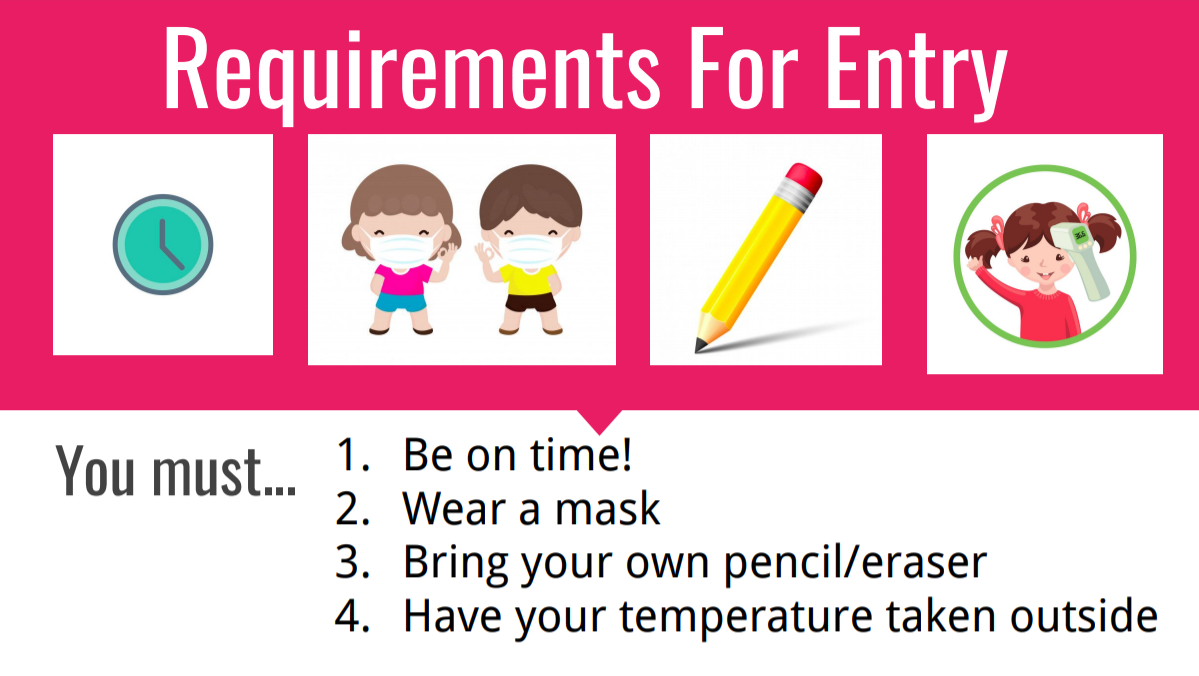 Requirements For Entry
You must...
1. Be on time!
2. Wear a mask
3. Bring your own pencil/eraser
4. Have your temperature taken outside